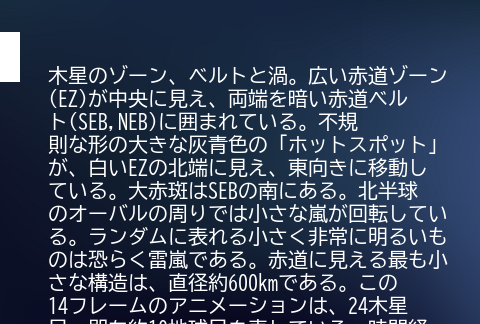 木星のゾーン、ベルトと渦。広い赤道ゾーン
(EZ)が中央に見え、両端を暗い赤道ベル
ト(SEB,NEB)に囲まれている。不規
則な形の大きな灰青色の「ホットスポット」
が、白いEZの北端に見え、東向きに移動し
ている。大赤斑はSEBの南にある。北半球
のオーバルの周りでは小さな嵐が回転してい
る。ランダムに表れる小さく非常に明るいも
のは恐らく雷嵐である。赤道に見える最も小
さな構造は、直径約600kmである。この
14フレームのアニメーションは、24木星